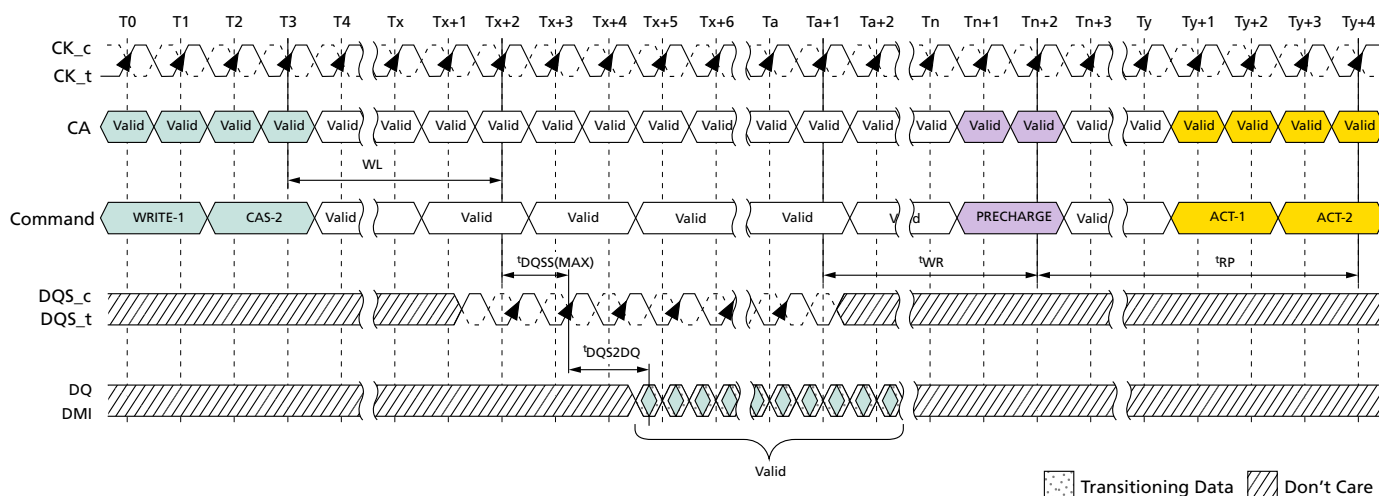 T0 T1 T2 T3 T4 Tx Tx+1 Tx+2 Tx+3 Tx+4 Tx+5 Tx+6 Ta Ta+1 Ta+2 Tn Tn+1 Tn+2 Tn+3 Ty Ty+1 Ty+2 Ty+3 Ty+4
CK_c
CK_t
CA Valid Valid Valid Valid Valid Valid Valid Valid Valid Valid Valid Valid Valid Valid Valid Valid Valid Valid Valid Valid Valid Valid Valid Valid
WL
Command WRITE-1 CAS-2 Valid Valid Valid Valid Valid PRECHARGE Valid ACT-1 ACT-2
tDQSS(MAX) tWR tRP
DQS_c
DQS_t
tDQS2DQ
DQ
DMI
Valid
Transitioning Data Don't Care